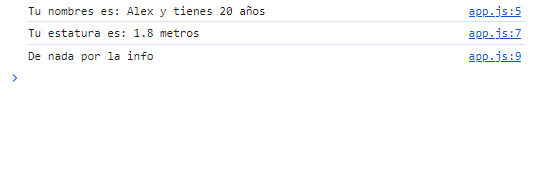 Tu nombres es: Alex y tienes 20 años app.js:5
Tu estatura es: 1.8 metros app.js:7
De nada por la info app.js:9